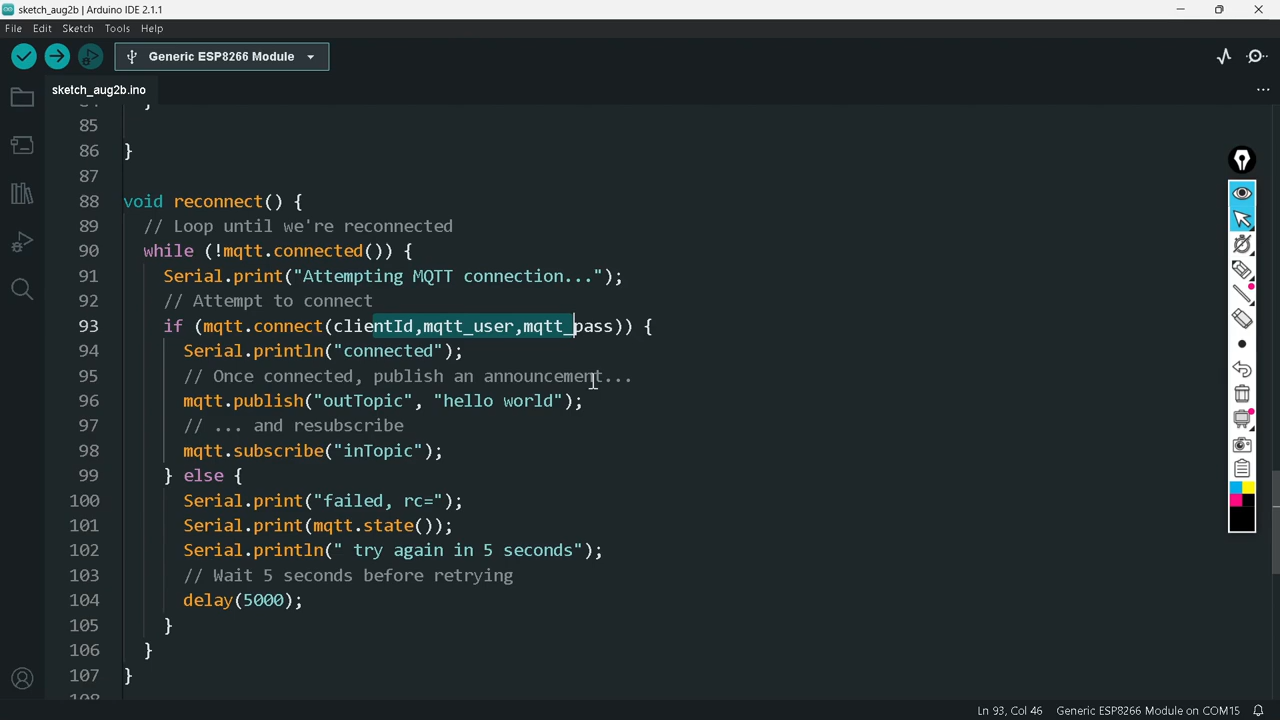 sketch_aug2b | Arduino IDE 2.1.1
File Edit Sketch Tools Help
Generic ESP8266 Module
sketch_aug2b.ino
85
86 }
87
88 void reconnect() {
89 // Loop until we're reconnected
90 while (!mqtt.connected()) {
91 Serial.print("Attempting MQTT connection...");
92 // Attempt to connect
93 if (mqtt.connect(clientId,mqtt_user,mqtt_pass)) {
94 Serial.println("connected");
95 // Once connected, publish an announcement...
96 mqtt.publish("outTopic", "hello world");
97 // ... and resubscribe
98 mqtt.subscribe("inTopic");
99 } else {
100 Serial.print("failed, rc=");
101 Serial.print(mqtt.state());
102 Serial.println(" try again in 5 seconds");
103 // Wait 5 seconds before retrying
104 delay(5000);
105 }
106 }
107 }
Ln 93, Col 46 Generic ESP8266 Module on COM15